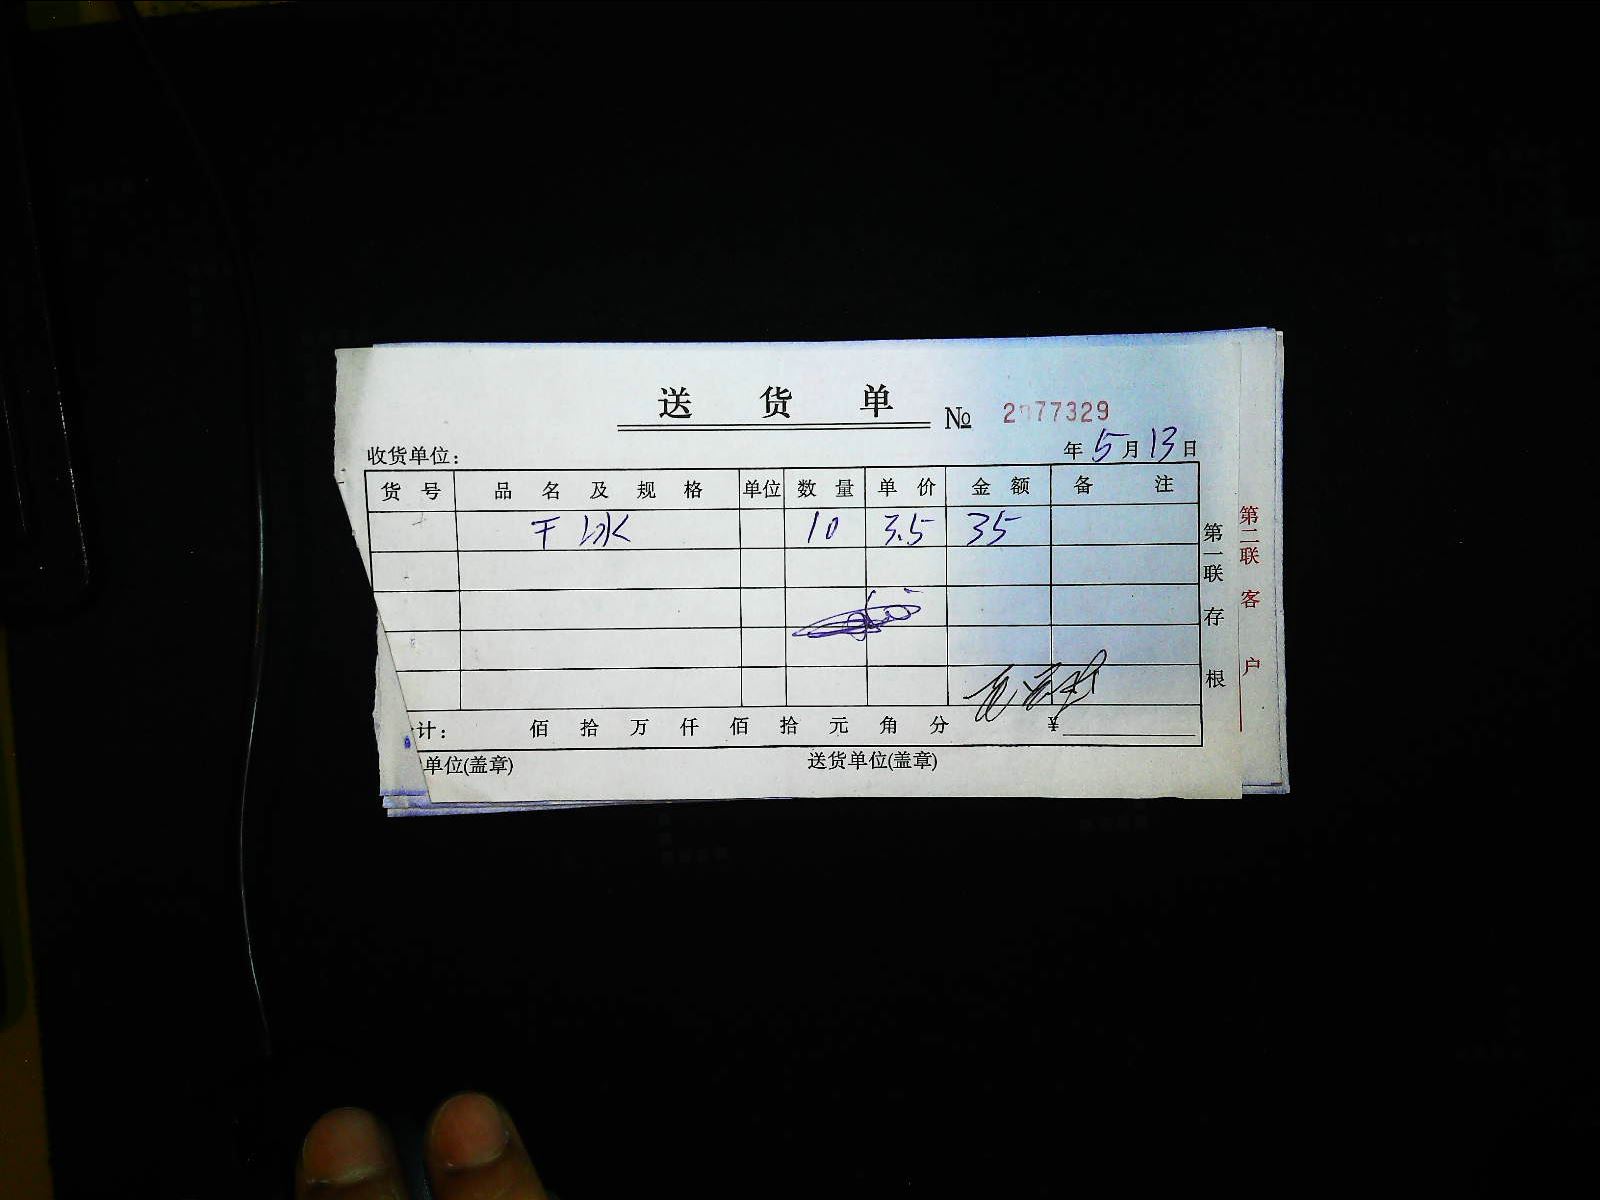 送 货 单 № 2077329
收货单位： 年 5 月 13 日
货 号 品 名 及 规 格 单位 数 量 单 价 金 额 备 注
干冰 10 3.5 35
计： 佰 拾 万 仟 佰 拾 元 角 分 ¥
单位(盖章) 送货单位(盖章)
第一联 存根
第二联 客户